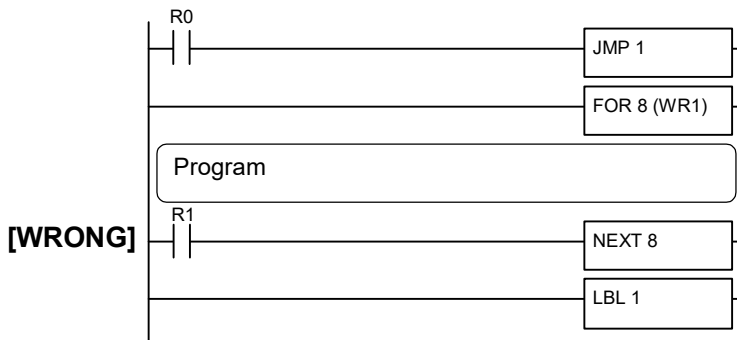 R0
JMP 1
FOR 8 (WR1)
Program
R1
[WRONG]
NEXT 8
LBL 1